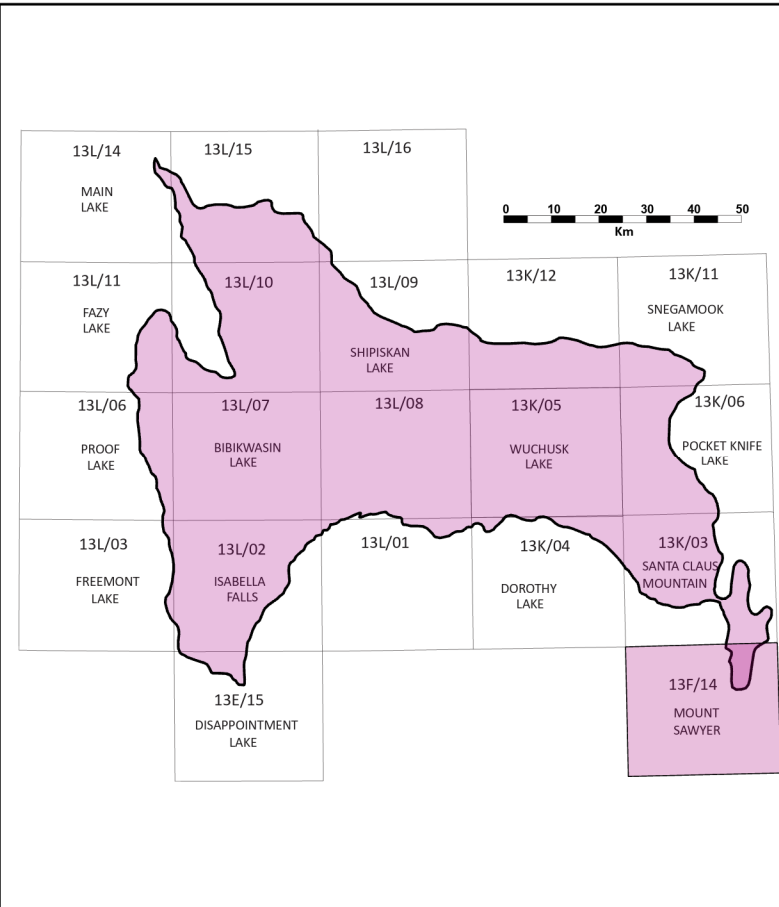 13L/14
13L/15
13L/16
MAIN
LAKE
0 10 20 30 40 50
Km
13L/11
13L/10
13L/09
13K/12
13K/11
FAZY
LAKE
SNEGAMOOK
LAKE
SHIPISKAN
LAKE
13L/06
13L/07
13L/08
13K/05
13K/06
PROOF
LAKE
BIBIKWASIN
LAKE
WUCHUSK
LAKE
POCKET KNIFE
LAKE
13L/03
13L/02
13L/01
13K/04
13K/03
FREEMONT
LAKE
ISABELLA
FALLS
DOROTHY
LAKE
SANTA CLAUS
MOUNTAIN
13E/15
DISAPPOINTMENT
LAKE
13F/14
MOUNT
SAWYER